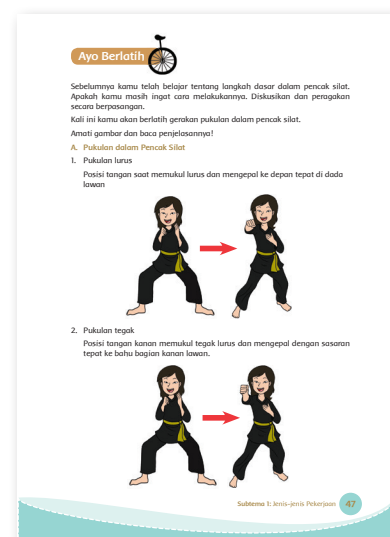 Ayo Berlatih
Sebelumnya kamu telah belajar tentang langkah dasar dalam pencak silat.
Apakah kamu masih ingat cara melakukannya. Diskusikan dan peragakan
secara berpasangan.
Kali ini kamu akan berlatih gerakan pukulan dalam pencak silat.
Amati gambar dan baca penjelasannya!
A. Pukulan dalam Pencak Silat
1. Pukulan lurus
Posisi tangan saat memukul lurus dan mengepal ke depan tepat di dada
lawan
2. Pukulan tegak
Posisi tangan kanan memukul tegak lurus dan mengepal dengan sasaran
tepat ke bahu bagian kanan lawan.
Subtema 1: Jenis-jenis Pekerjaan 47